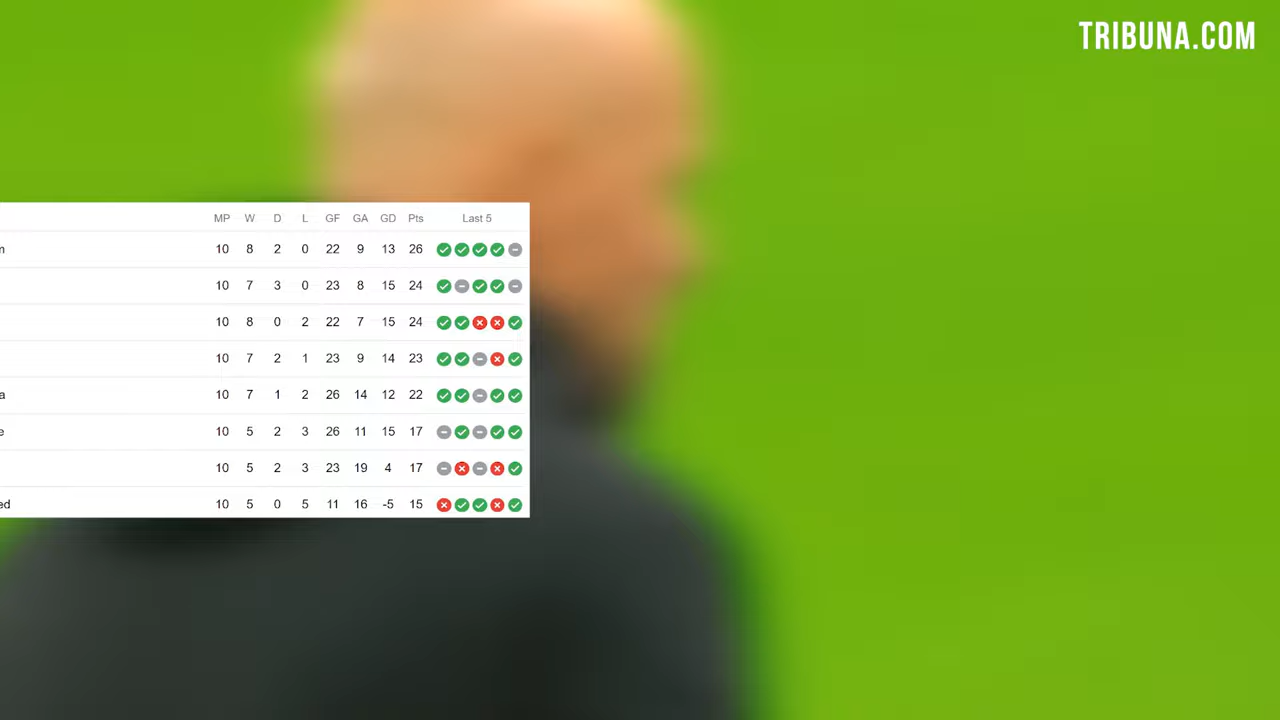 TRIBUNA.COM
MP W D L GF GA GD Pts Last 5
m 10 8 2 0 22 9 13 26
10 7 3 0 23 8 15 24
10 8 0 2 22 7 15 24
10 7 2 1 23 9 14 23
a 10 7 1 2 26 14 12 22
e 10 5 2 3 26 11 15 17
10 5 2 3 23 19 4 17
ed 10 5 0 5 11 16 -5 15